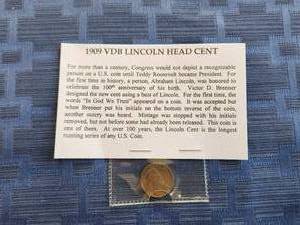 1909 VDB LINCOLN HEAD CENT
For more than a century, Congress would not depict a recognizable
person on a U.S. coin until Teddy Roosevelt became President. For
the first time in history, a person, Abraham Lincoln, was honored to
celebrate the 100th anniversary of his birth. Victor D. Brenner
designed the new cent using a bust of Lincoln. For the first time, the
words "In God We Trust" appeared on a coin. It was accepted but
when Brenner put his initials on the bottom reverse of the coin,
another outcry was heard. Mintage was stopped with his initials
removed, but not before some had already been released. This coin is
one of them. At over 100 years, the Lincoln Cent is the longest
running series of any U.S. Coin.